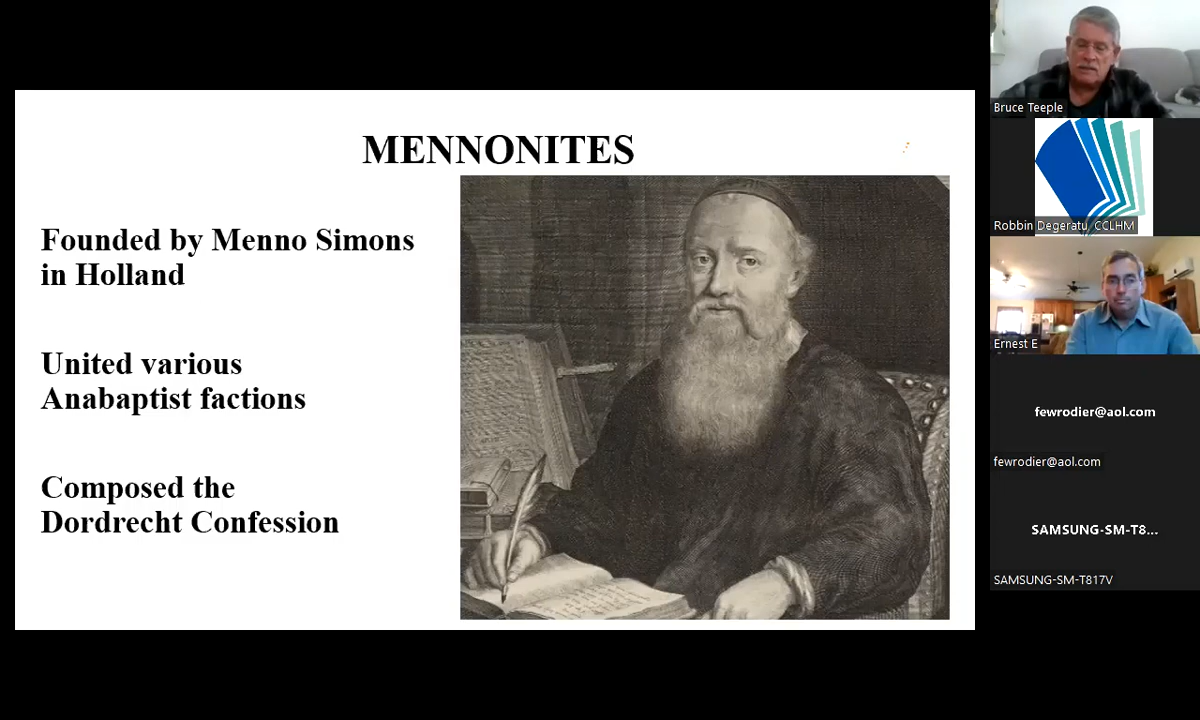 MENNONITES
Founded by Menno Simons
in Holland
United various
Anabaptist factions
Composed the
Dordrecht Confession
Bruce Teeple
Robbin Degeratu, CCLHM
Ernest E
fewrodier@aol.com
fewrodier@aol.com
SAMSUNG-SM-T8...
SAMSUNG-SM-T817V